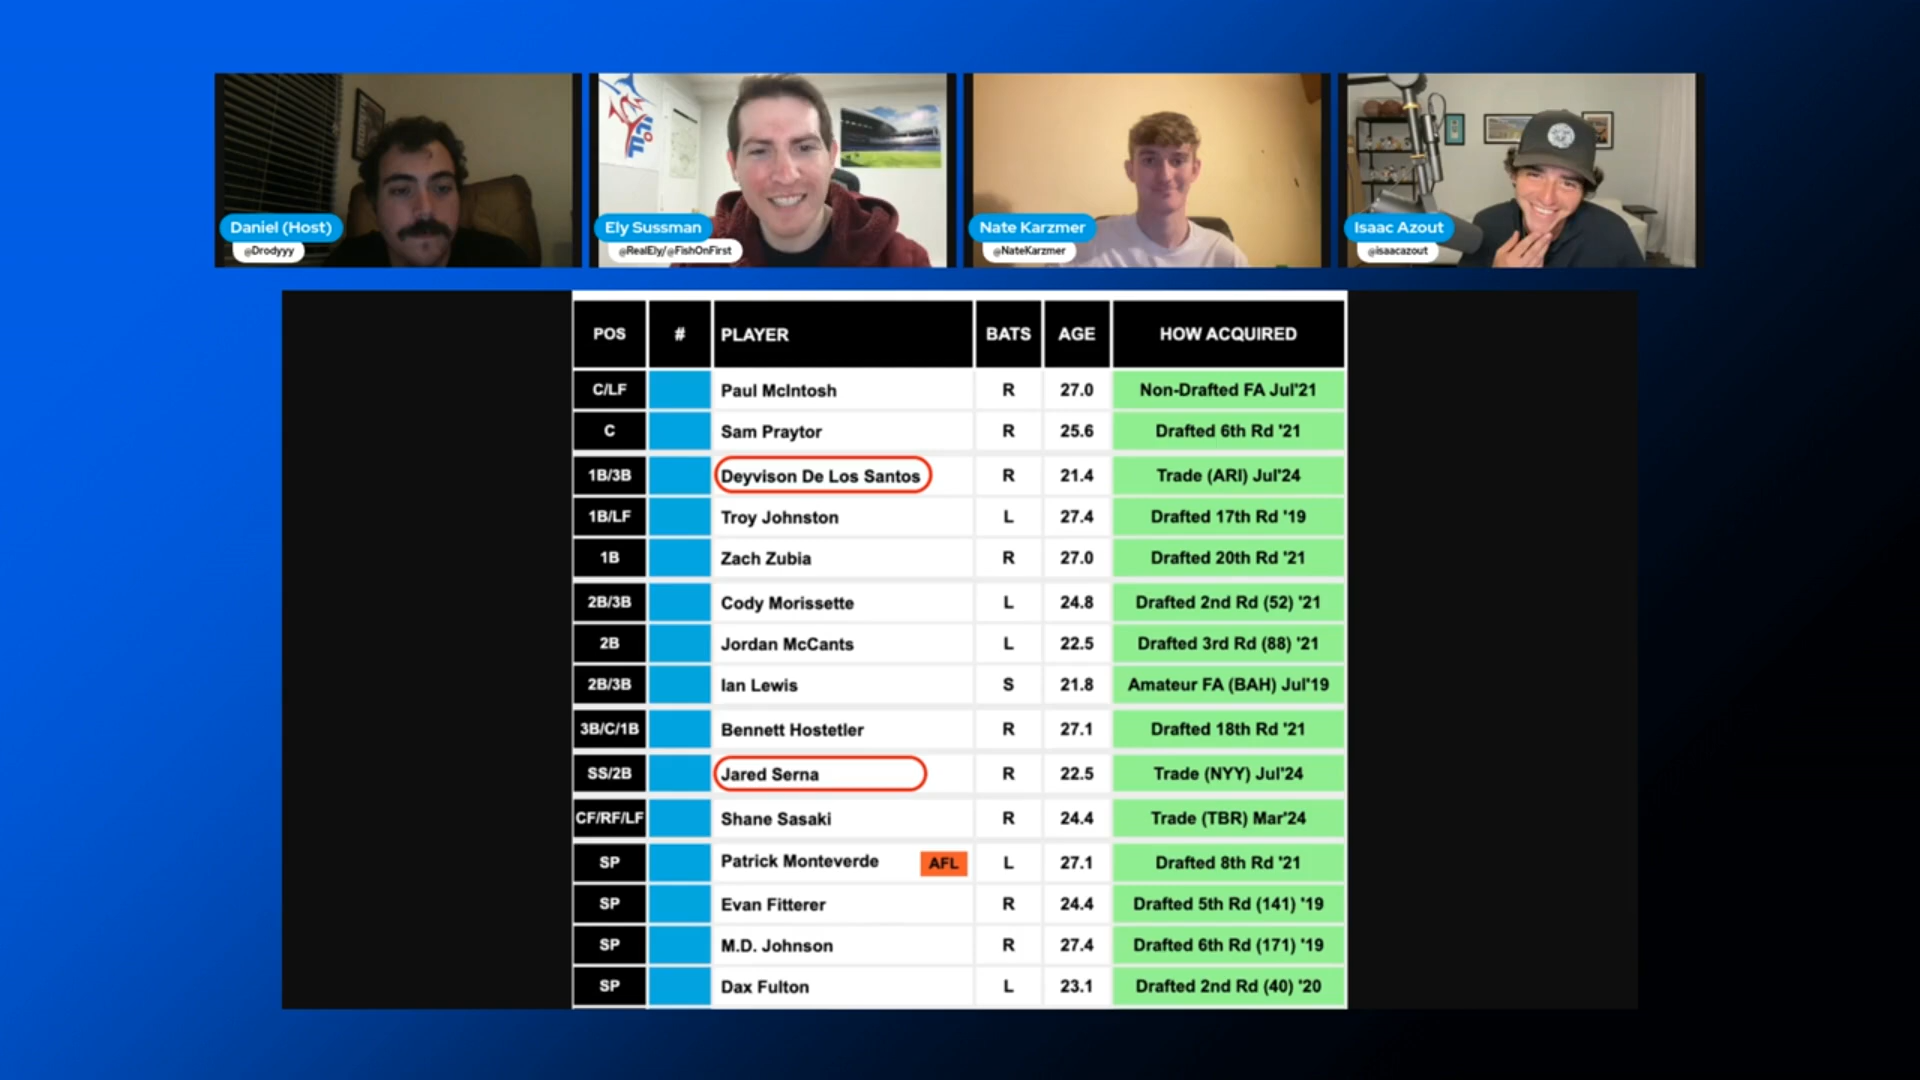 Daniel (Host)
@Drodyyy
Ely Sussman
@RealEly/@FishOnFirst
Nate Karzmer
@NateKarzmer
Isaac Azout
@isaacazout
POS # PLAYER BATS AGE HOW ACQUIRED
C/LF Paul McIntosh R 27.0 Non-Drafted FA Jul'21
C Sam Praytor R 25.6 Drafted 6th Rd '21
1B/3B Deyvison De Los Santos R 21.4 Trade (ARI) Jul'24
1B/LF Troy Johnston L 27.4 Drafted 17th Rd '19
1B Zach Zubia R 27.0 Drafted 20th Rd '21
2B/3B Cody Morissette L 24.8 Drafted 2nd Rd (52) '21
2B Jordan McCants L 22.5 Drafted 3rd Rd (88) '21
2B/3B Ian Lewis S 21.8 Amateur FA (BAH) Jul'19
3B/C/1B Bennett Hostetler R 27.1 Drafted 18th Rd '21
SS/2B Jared Serna R 22.5 Trade (NYY) Jul'24
CF/RF/LF Shane Sasaki R 24.4 Trade (TBR) Mar'24
SP Patrick Monteverde AFL L 27.1 Drafted 8th Rd '21
SP Evan Fitterer R 24.4 Drafted 5th Rd (141) '19
SP M.D. Johnson R 27.4 Drafted 6th Rd (171) '19
SP Dax Fulton L 23.1 Drafted 2nd Rd (40) '20